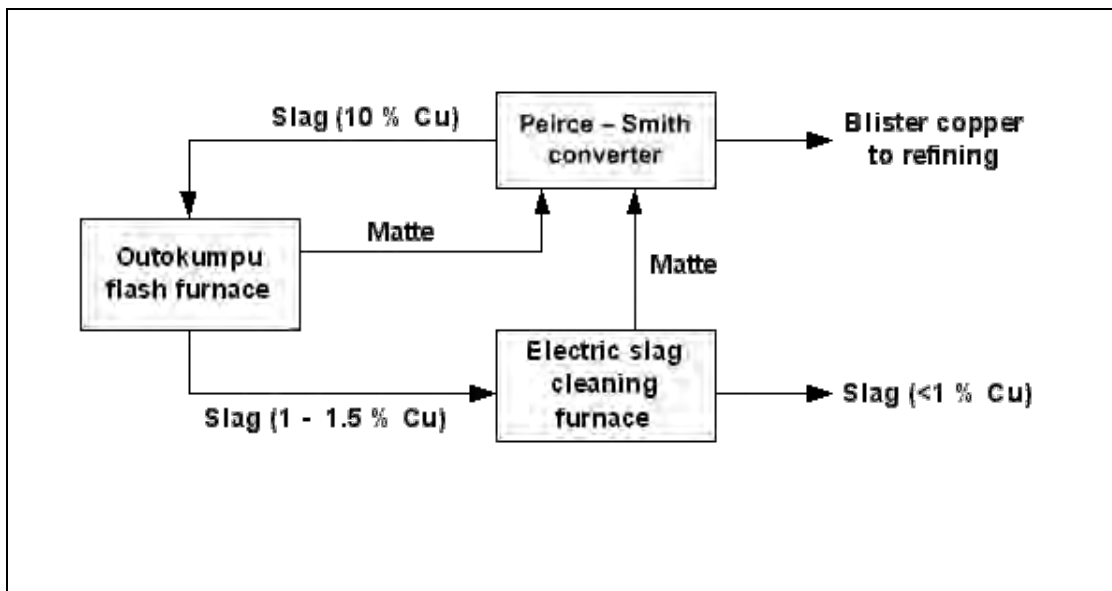 Slag (10 % Cu)
Peirce – Smith
converter
Blister copper
to refining
Outokumpu
flash furnace
Matte
Matte
Electric slag
cleaning
furnace
Slag (1 - 1.5 % Cu)
Slag (<1 % Cu)